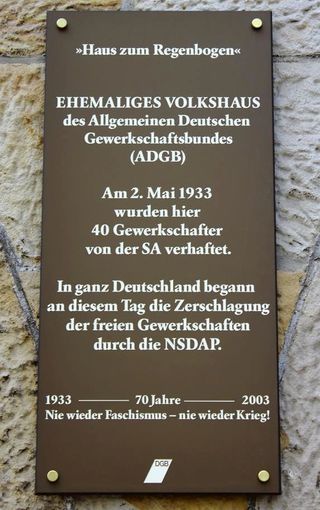 »Haus zum Regenbogen«
EHEMALIGES VOLKSHAUS
des Allgemeinen Deutschen
Gewerkschaftsbundes
(ADGB)
Am 2. Mai 1933
wurden hier
40 Gewerkschafter
von der SA verhaftet.
In ganz Deutschland begann
an diesem Tag die Zerschlagung
der freien Gewerkschaften
durch die NSDAP.
1933 ——— 70 Jahre ——— 2003
Nie wieder Faschismus – nie wieder Krieg!
DGB